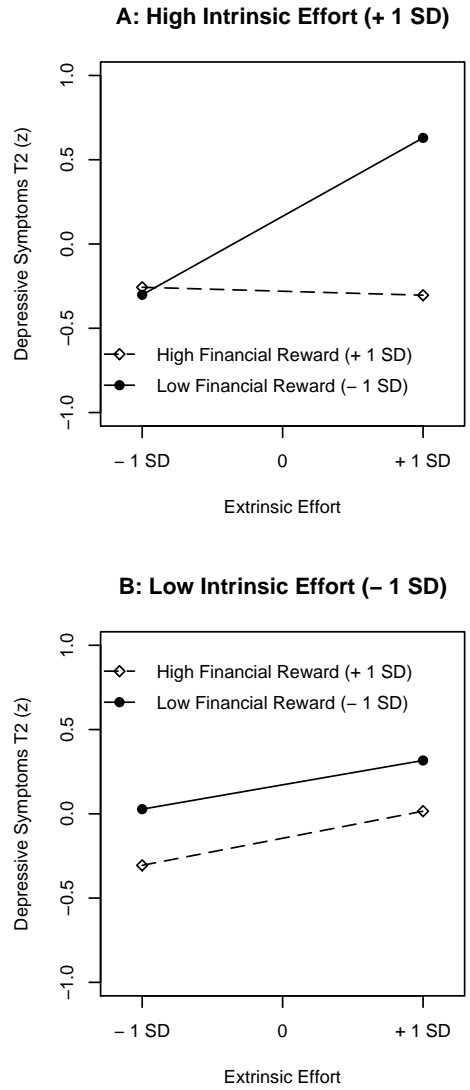 A: High Intrinsic Effort (+ 1 SD)
Depressive Symptoms T2 (z)
1.0
0.5
0.0
−0.5
−1.0
High Financial Reward (+ 1 SD)
Low Financial Reward (− 1 SD)
− 1 SD 0 + 1 SD
Extrinsic Effort
B: Low Intrinsic Effort (− 1 SD)
Depressive Symptoms T2 (z)
1.0
High Financial Reward (+ 1 SD)
Low Financial Reward (− 1 SD)
0.5
0.0
−0.5
−1.0
− 1 SD 0 + 1 SD
Extrinsic Effort